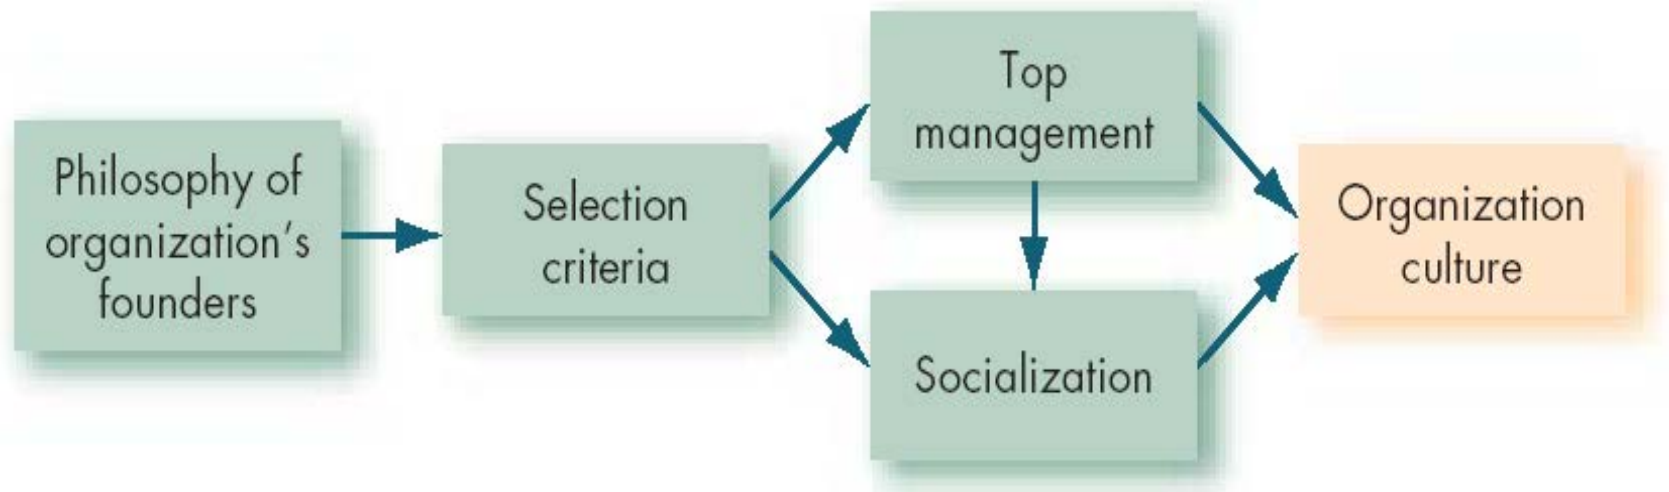 Philosophy of
organization's
founders
Selection
criteria
Top
management
Socialization
Organization
culture